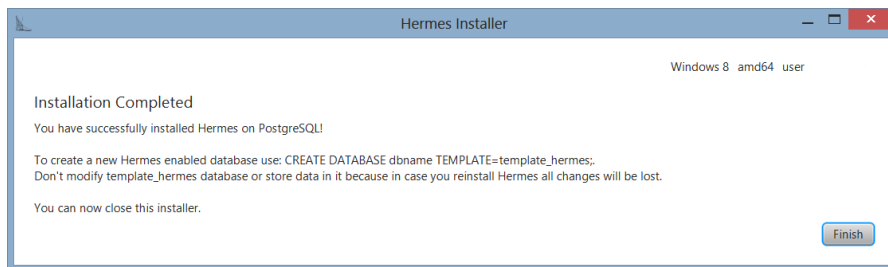 Hermes Installer
Windows 8 amd64 user
Installation Completed
You have successfully installed Hermes on PostgreSQL!
To create a new Hermes enabled database use: CREATE DATABASE dbname TEMPLATE=template_hermes;.
Don't modify template_hermes database or store data in it because in case you reinstall Hermes all changes will be lost.
You can now close this installer.
Finish